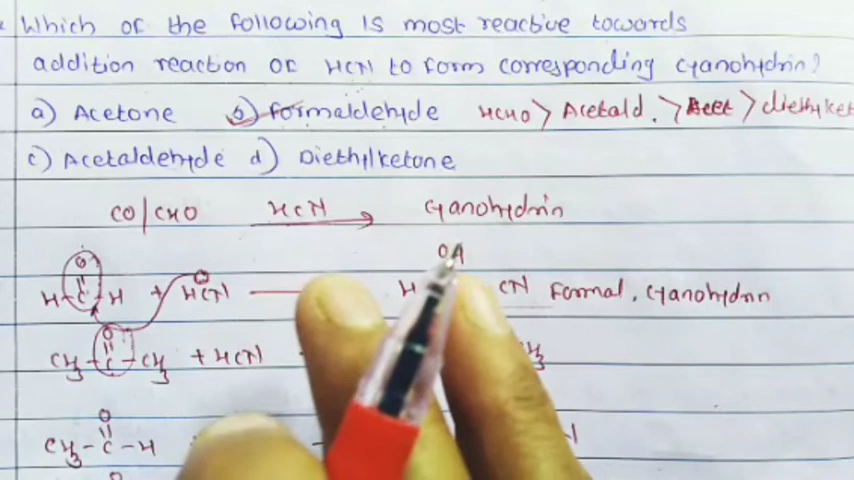 Which of the following is most reactive towards
addition reaction of HCN to form corresponding cyanohydrin?
a) Acetone b) formaldehyde HCHO > Acetald. > Acet > diethylket
c) Acetaldehyde d) Diethylketone
CO/CHO HCN cyanohydrin
O OH
H-C-H + HCN H CN Formal. cyanohydrin
O
CH3-C-CH3 + HCN
O
CH3-C-H
O